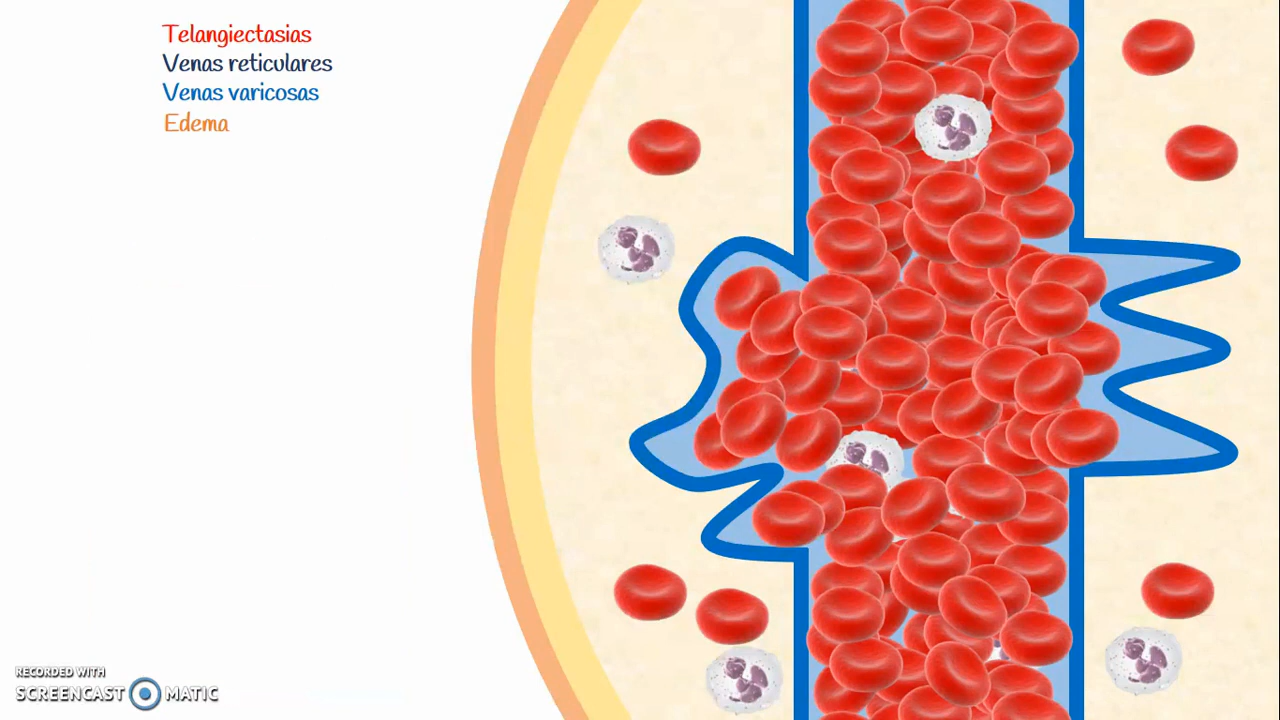 Telangiectasias
Venas reticulares
Venas varicosas
Edema
RECORDED WITH
SCREENCAST MATIC